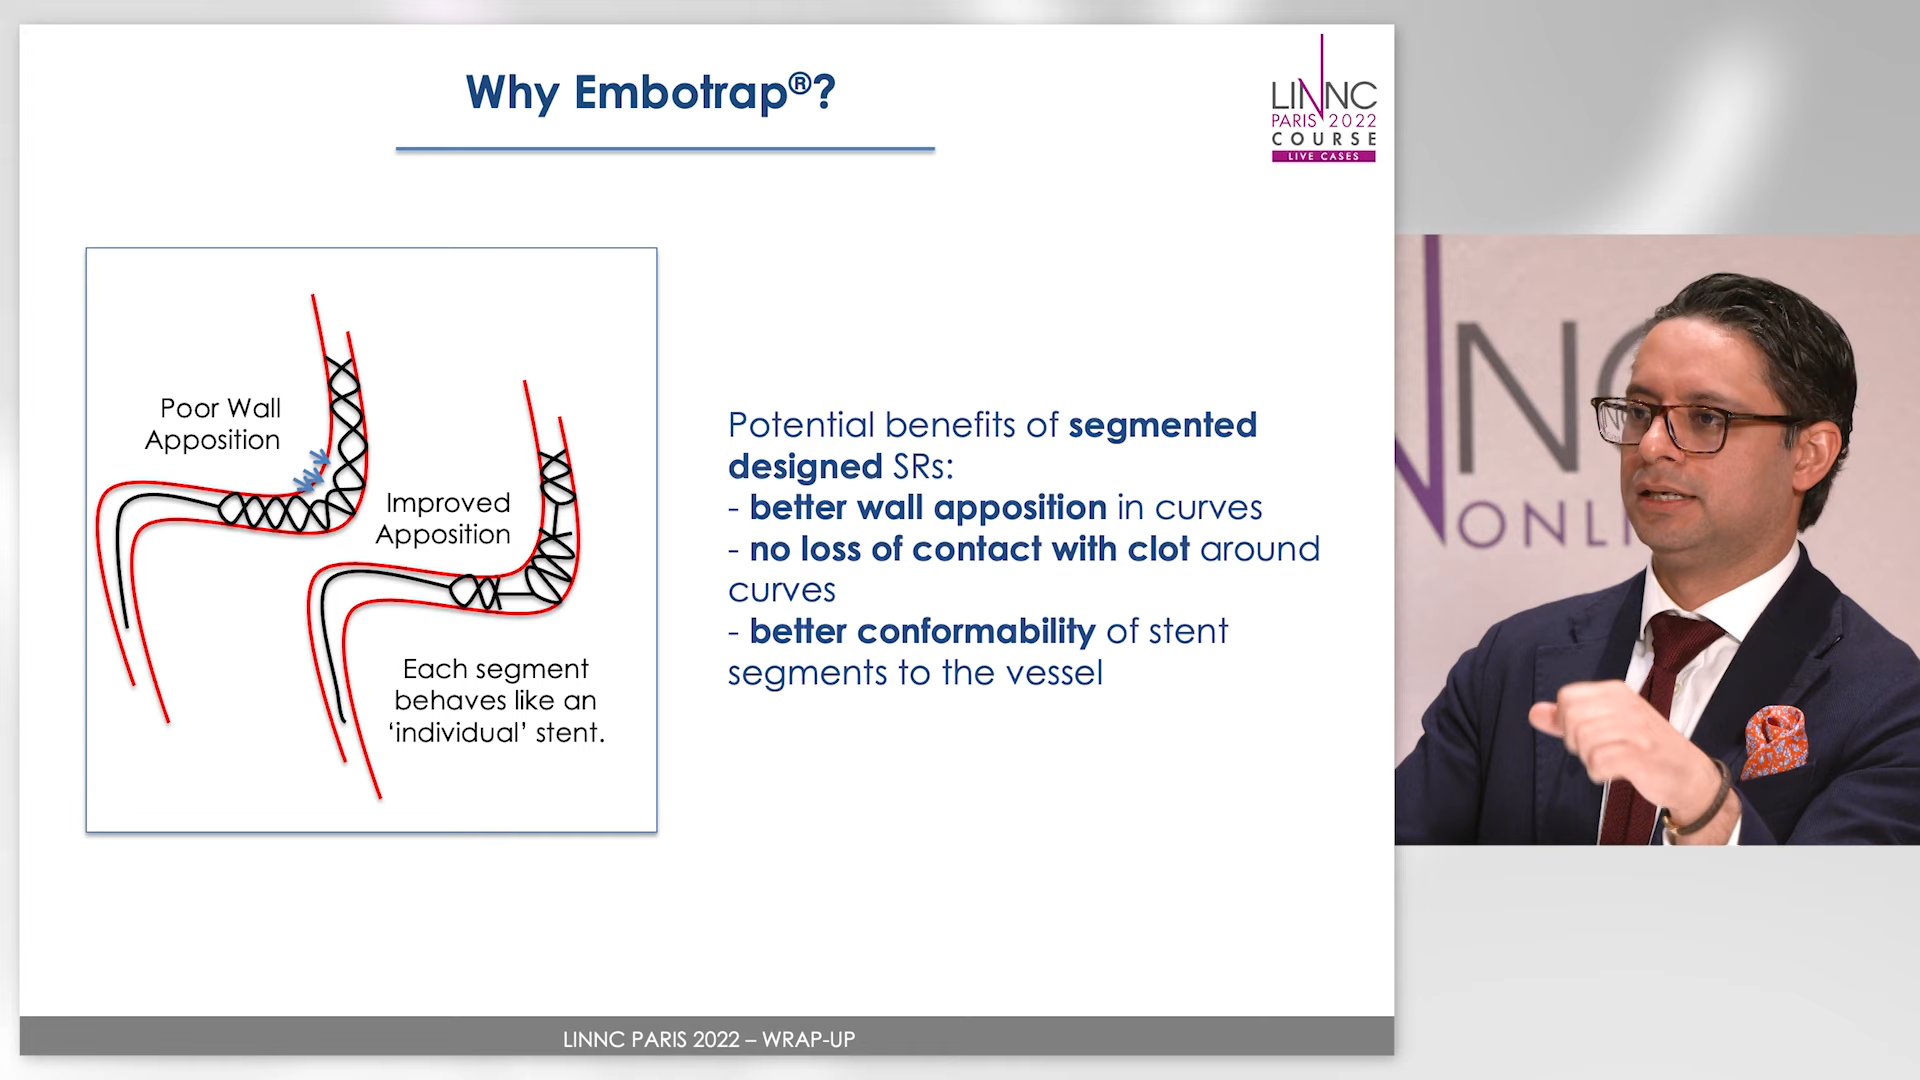 Why Embotrap®?
LINNC
PARIS 2022
COURSE
LIVE CASES
Poor Wall
Apposition
Improved
Apposition
Each segment
behaves like an
‘individual’ stent.
Potential benefits of segmented
designed SRs:
- better wall apposition in curves
- no loss of contact with clot around
curves
- better conformability of stent
segments to the vessel
LINNC PARIS 2022 – WRAP-UP
NC
ONLI